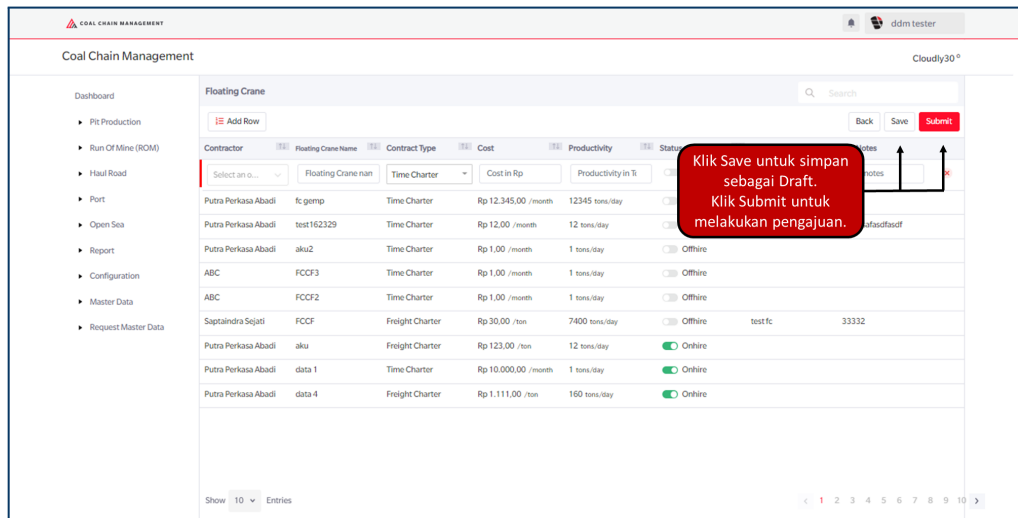 COAL CHAIN MANAGEMENT
ddm tester
Coal Chain Management
Cloudly30°
Dashboard
Pit Production
Run Of Mine (ROM)
Haul Road
Port
Open Sea
Report
Configuration
Master Data
Request Master Data
Floating Crane
Search
Add Row
Back Save Submit
Contractor Floating Crane Name Contract Type Cost Productivity Status Notes
Select an o... Floating Crane nan Time Charter Cost in Rp Productivity in T notes
Klik Save untuk simpan
sebagai Draft.
Klik Submit untuk
melakukan pengajuan.
Putra Perkasa Abadi fc gemp Time Charter Rp 12.345,00 /month 12345 tons/day
Putra Perkasa Abadi test162329 Time Charter Rp 12,00 /month 12 tons/day afasdfasdf
Putra Perkasa Abadi aku2 Time Charter Rp 1,00 /month 1 tons/day Offhire
ABC FCCF3 Time Charter Rp 1,00 /month 1 tons/day Offhire
ABC FCCF2 Time Charter Rp 1,00 /month 1 tons/day Offhire
Saptaindra Sejati FCCF Freight Charter Rp 30,00 /ton 7400 tons/day Offhire test fc 33332
Putra Perkasa Abadi aku Freight Charter Rp 123,00 /ton 12 tons/day Onhire
Putra Perkasa Abadi data 1 Time Charter Rp 10.000,00 /month 1 tons/day Onhire
Putra Perkasa Abadi data 4 Freight Charter Rp 1.111,00 /ton 160 tons/day Onhire
Show 10 Entries
1 2 3 4 5 6 7 8 9 10